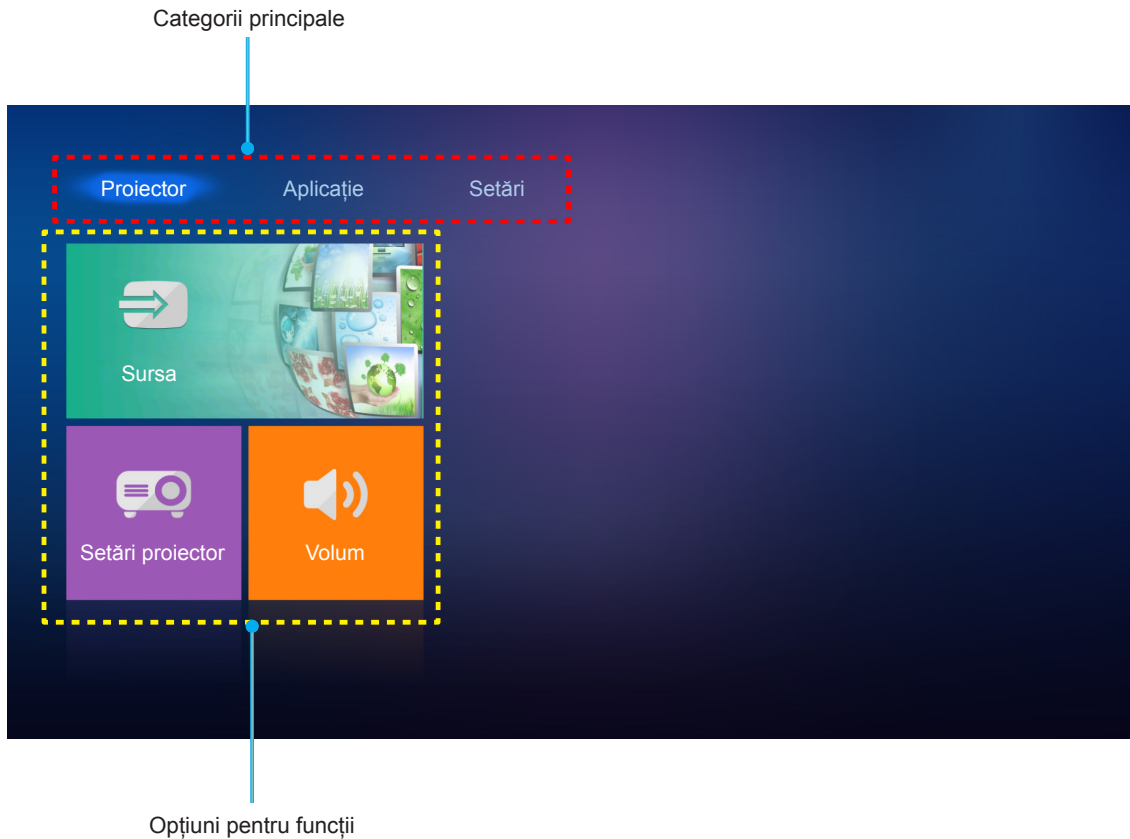 Categorii principale
Proiector Aplicație Setări
Sursa
Setări proiector Volum
Opțiuni pentru funcții